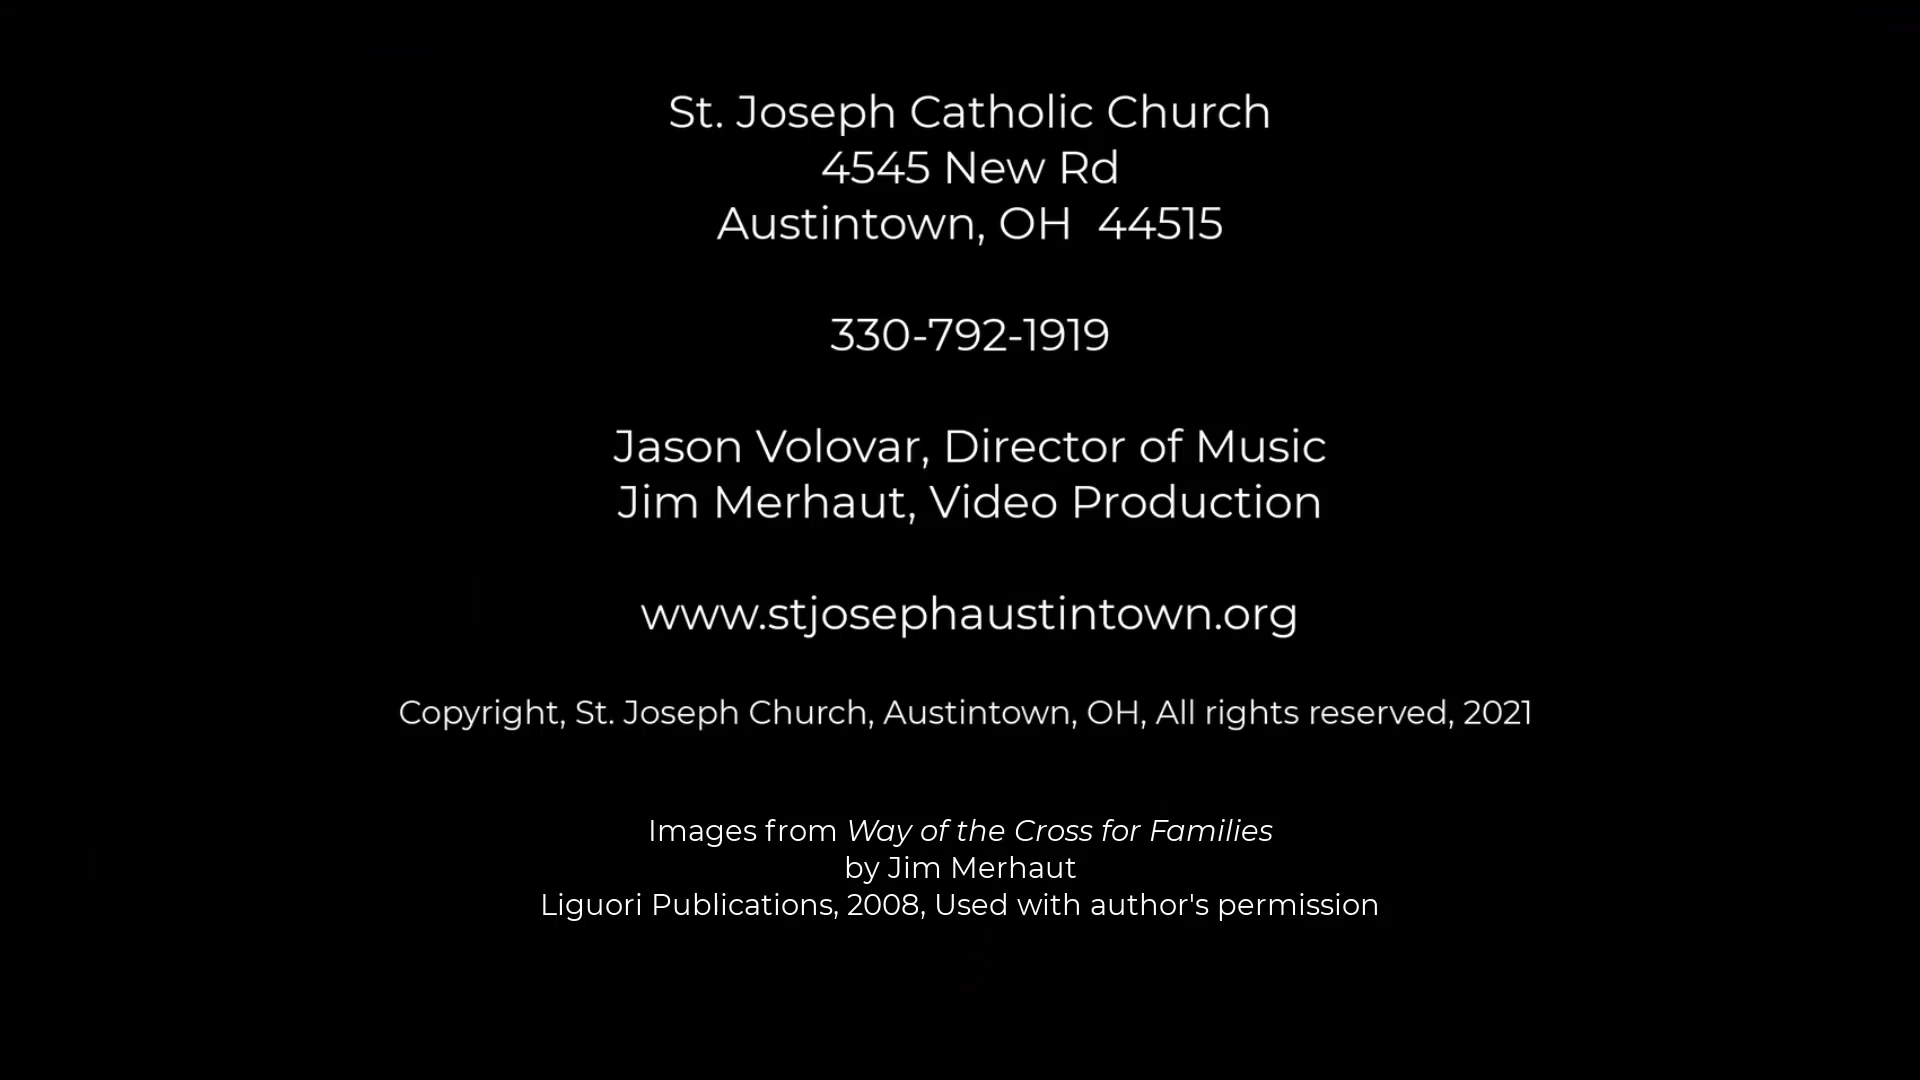 St. Joseph Catholic Church
4545 New Rd
Austintown, OH  44515
330-792-1919
Jason Volovar, Director of Music
Jim Merhaut, Video Production
www.stjosephaustintown.org
Copyright, St. Joseph Church, Austintown, OH, All rights reserved, 2021
Images from Way of the Cross for Families
by Jim Merhaut
Liguori Publications, 2008, Used with author's permission